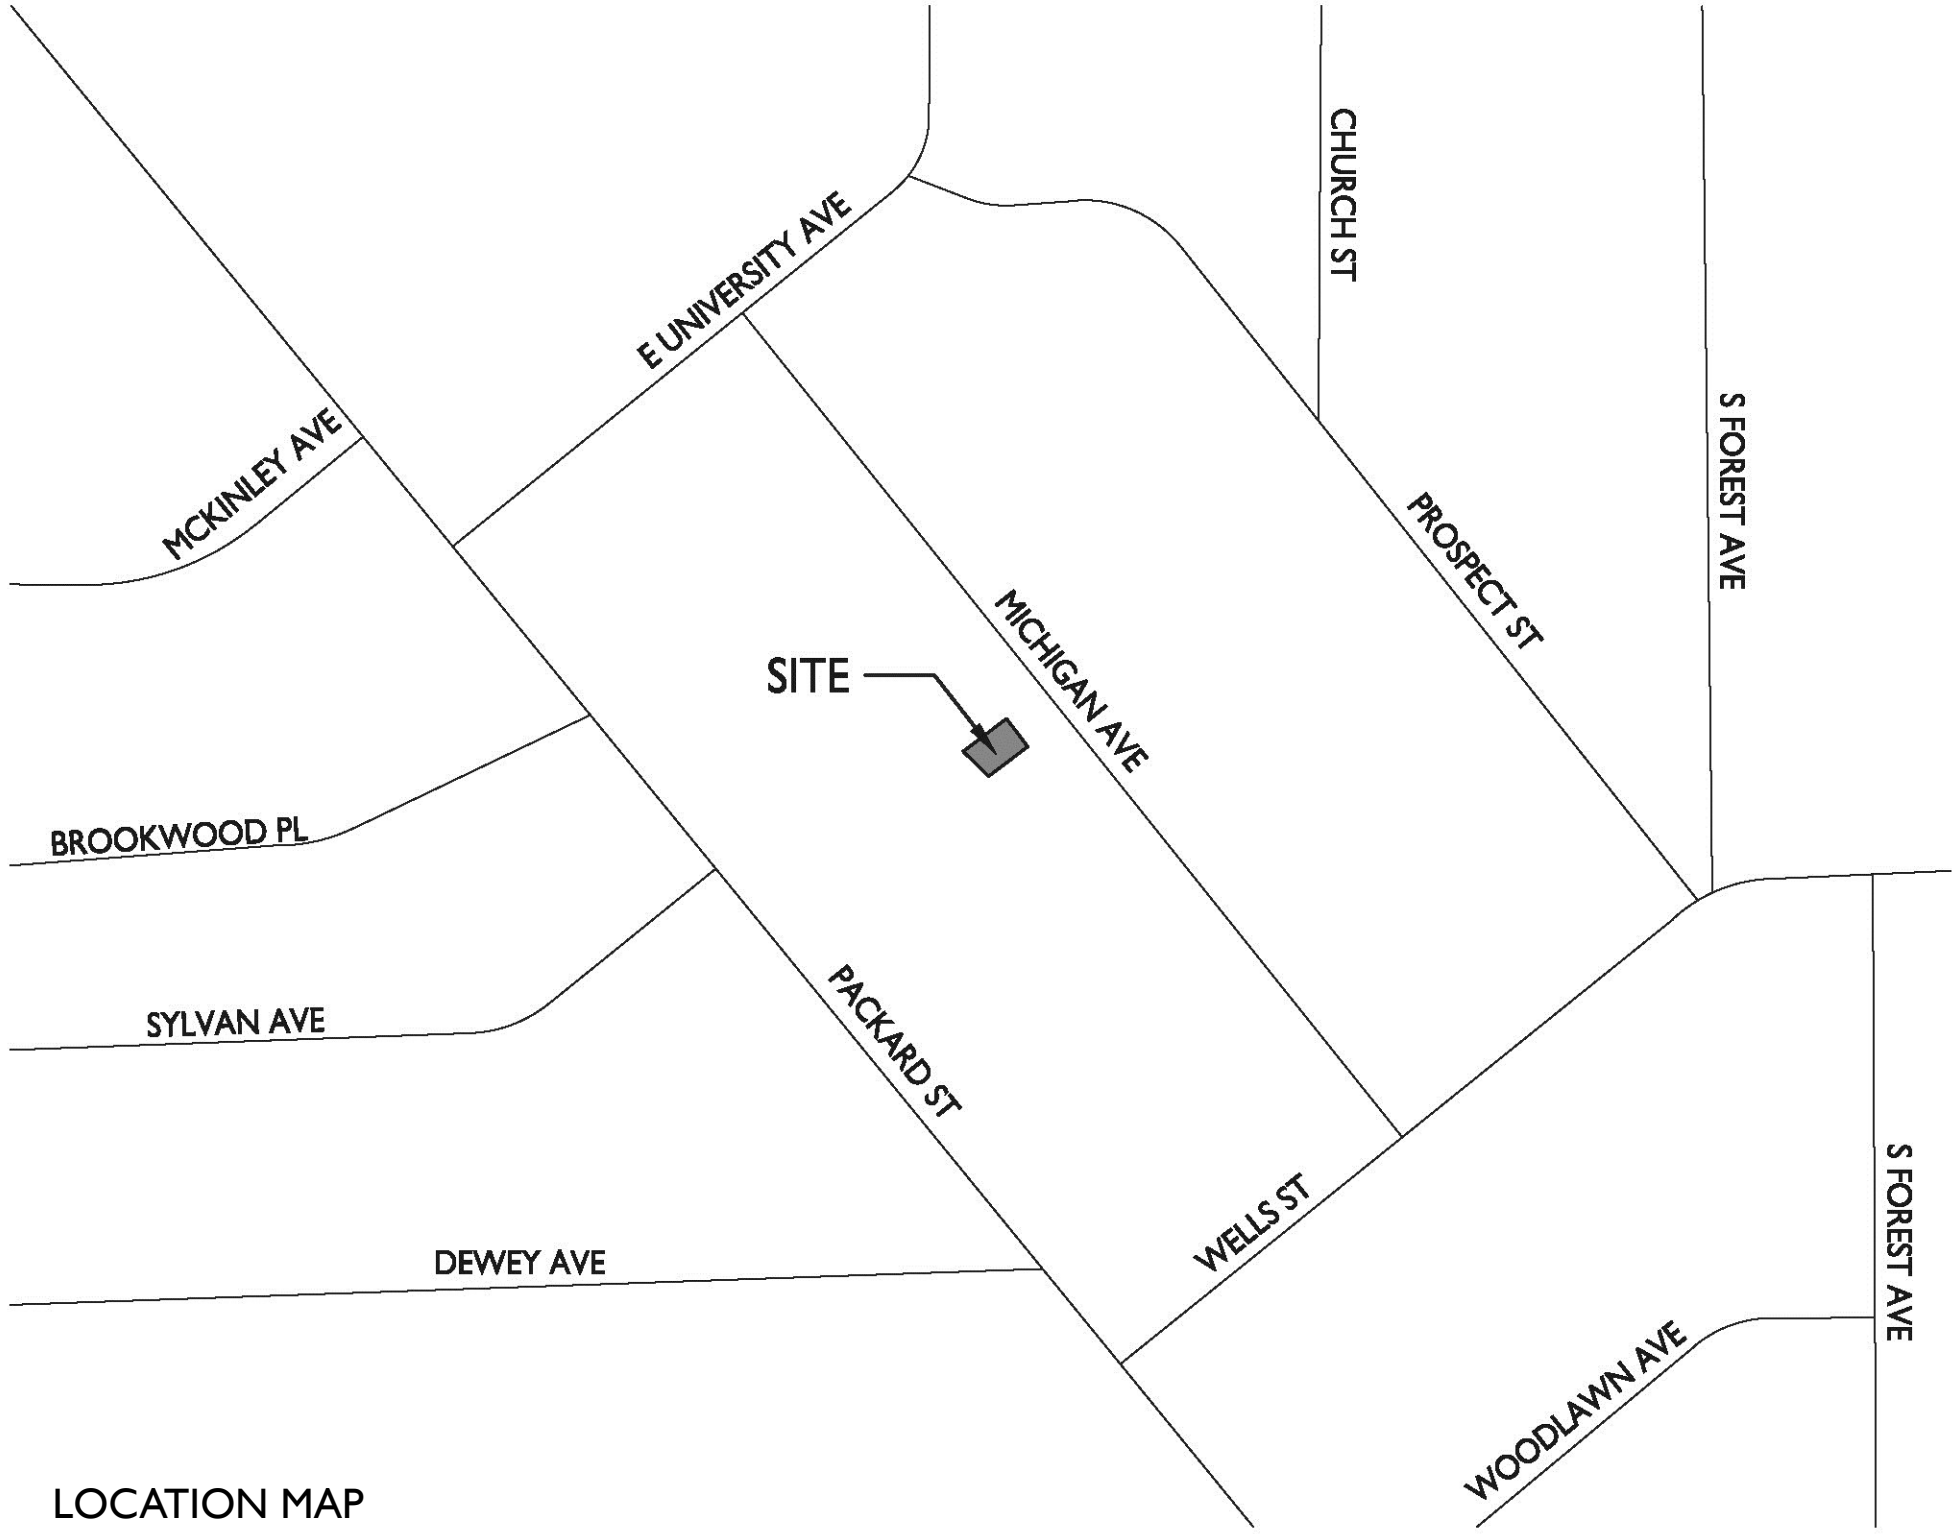 CHURCH ST
E UNIVERSITY AVE
S FOREST AVE
MCKINLEY AVE
PROSPECT ST
MICHIGAN AVE
SITE
BROOKWOOD PL
SYLVAN AVE
PACKARD ST
WELLS ST
S FOREST AVE
DEWEY AVE
WOODLAWN AVE
LOCATION MAP